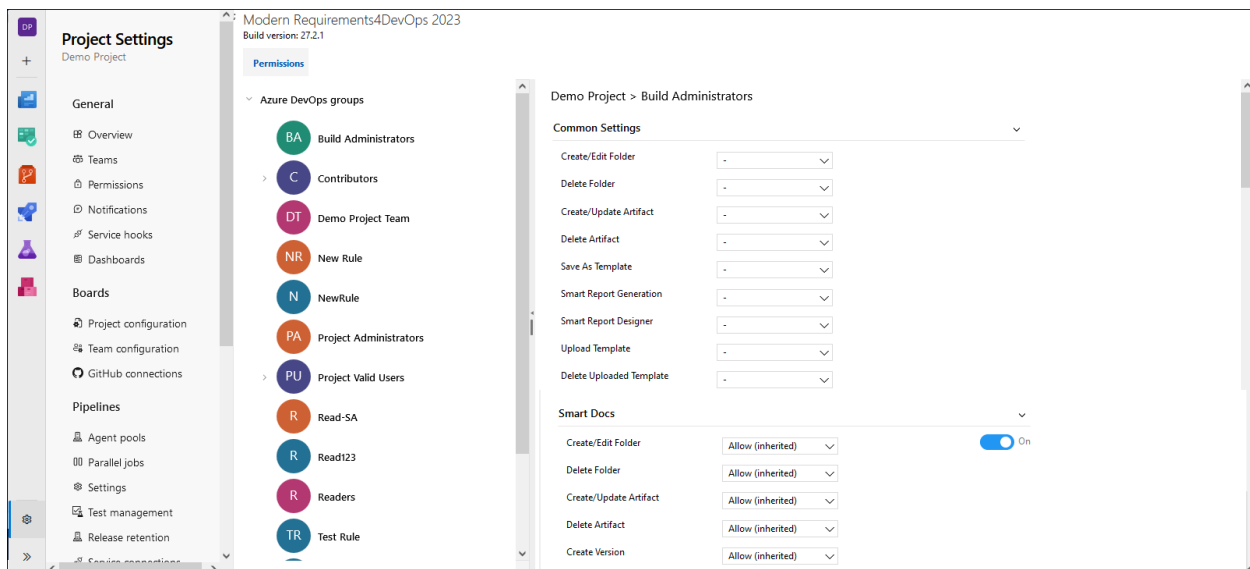 DP
Project Settings
Demo Project
General
Overview
Teams
Permissions
Notifications
Service hooks
Dashboards
Boards
Project configuration
Team configuration
GitHub connections
Pipelines
Agent pools
Parallel jobs
Settings
Test management
Release retention
Service connections
Modern Requirements4DevOps 2023
Build version: 27.2.1
Permissions
Azure DevOps groups
BA Build Administrators
C Contributors
DT Demo Project Team
NR New Rule
N NewRule
PA Project Administrators
PU Project Valid Users
R Read-SA
R Read123
R Readers
TR Test Rule
Demo Project > Build Administrators
Common Settings
Create/Edit Folder -
Delete Folder -
Create/Update Artifact -
Delete Artifact -
Save As Template -
Smart Report Generation -
Smart Report Designer -
Upload Template -
Delete Uploaded Template -
Smart Docs
Create/Edit Folder Allow (inherited) On
Delete Folder Allow (inherited)
Create/Update Artifact Allow (inherited)
Delete Artifact Allow (inherited)
Create Version Allow (inherited)